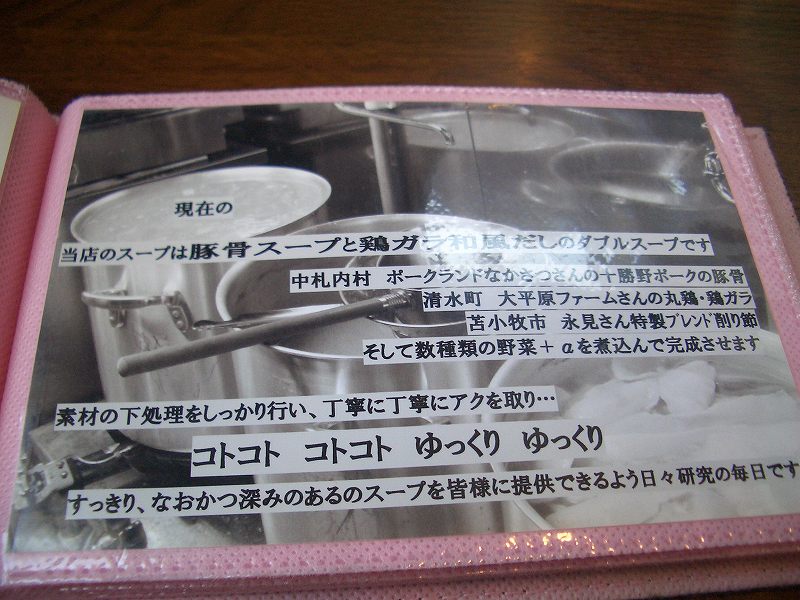 現在の
当店のスープは豚骨スープと鶏ガラ和風だしのダブルスープです
中札内村 ポークランドなかさつさんの十勝野ポークの豚骨
清水町 大平原ファームさんの丸鶏・鶏ガラ
苫小牧市 永見さん特製ブレンド削り節
そして数種類の野菜+αを煮込んで完成させます
素材の下処理をしっかり行い、丁寧に丁寧にアクを取り…
コトコト コトコト ゆっくり ゆっくり
すっきり、なおかつ深みのあるのスープを皆様に提供できるよう日々研究の毎日です